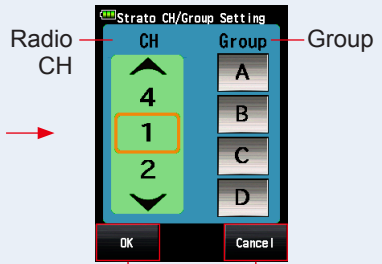 Strato CH/Group Setting
Radio CH
CH
Group
Group
4
1
2
A
B
C
D
OK
Cancel